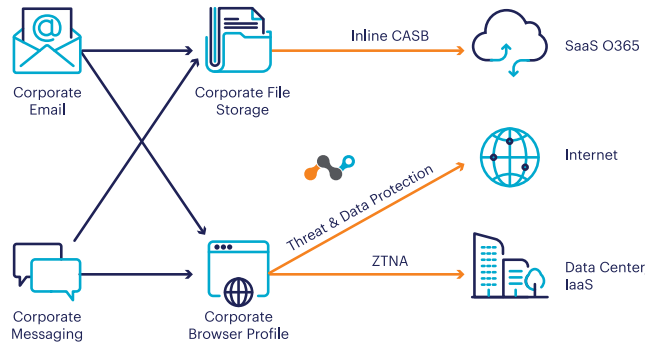 Inline CASB
SaaS O365
Corporate
Email
Corporate File
Storage
Threat & Data Protection
Internet
ZTNA
Data Center
IaaS
Corporate
Messaging
Corporate
Browser Profile